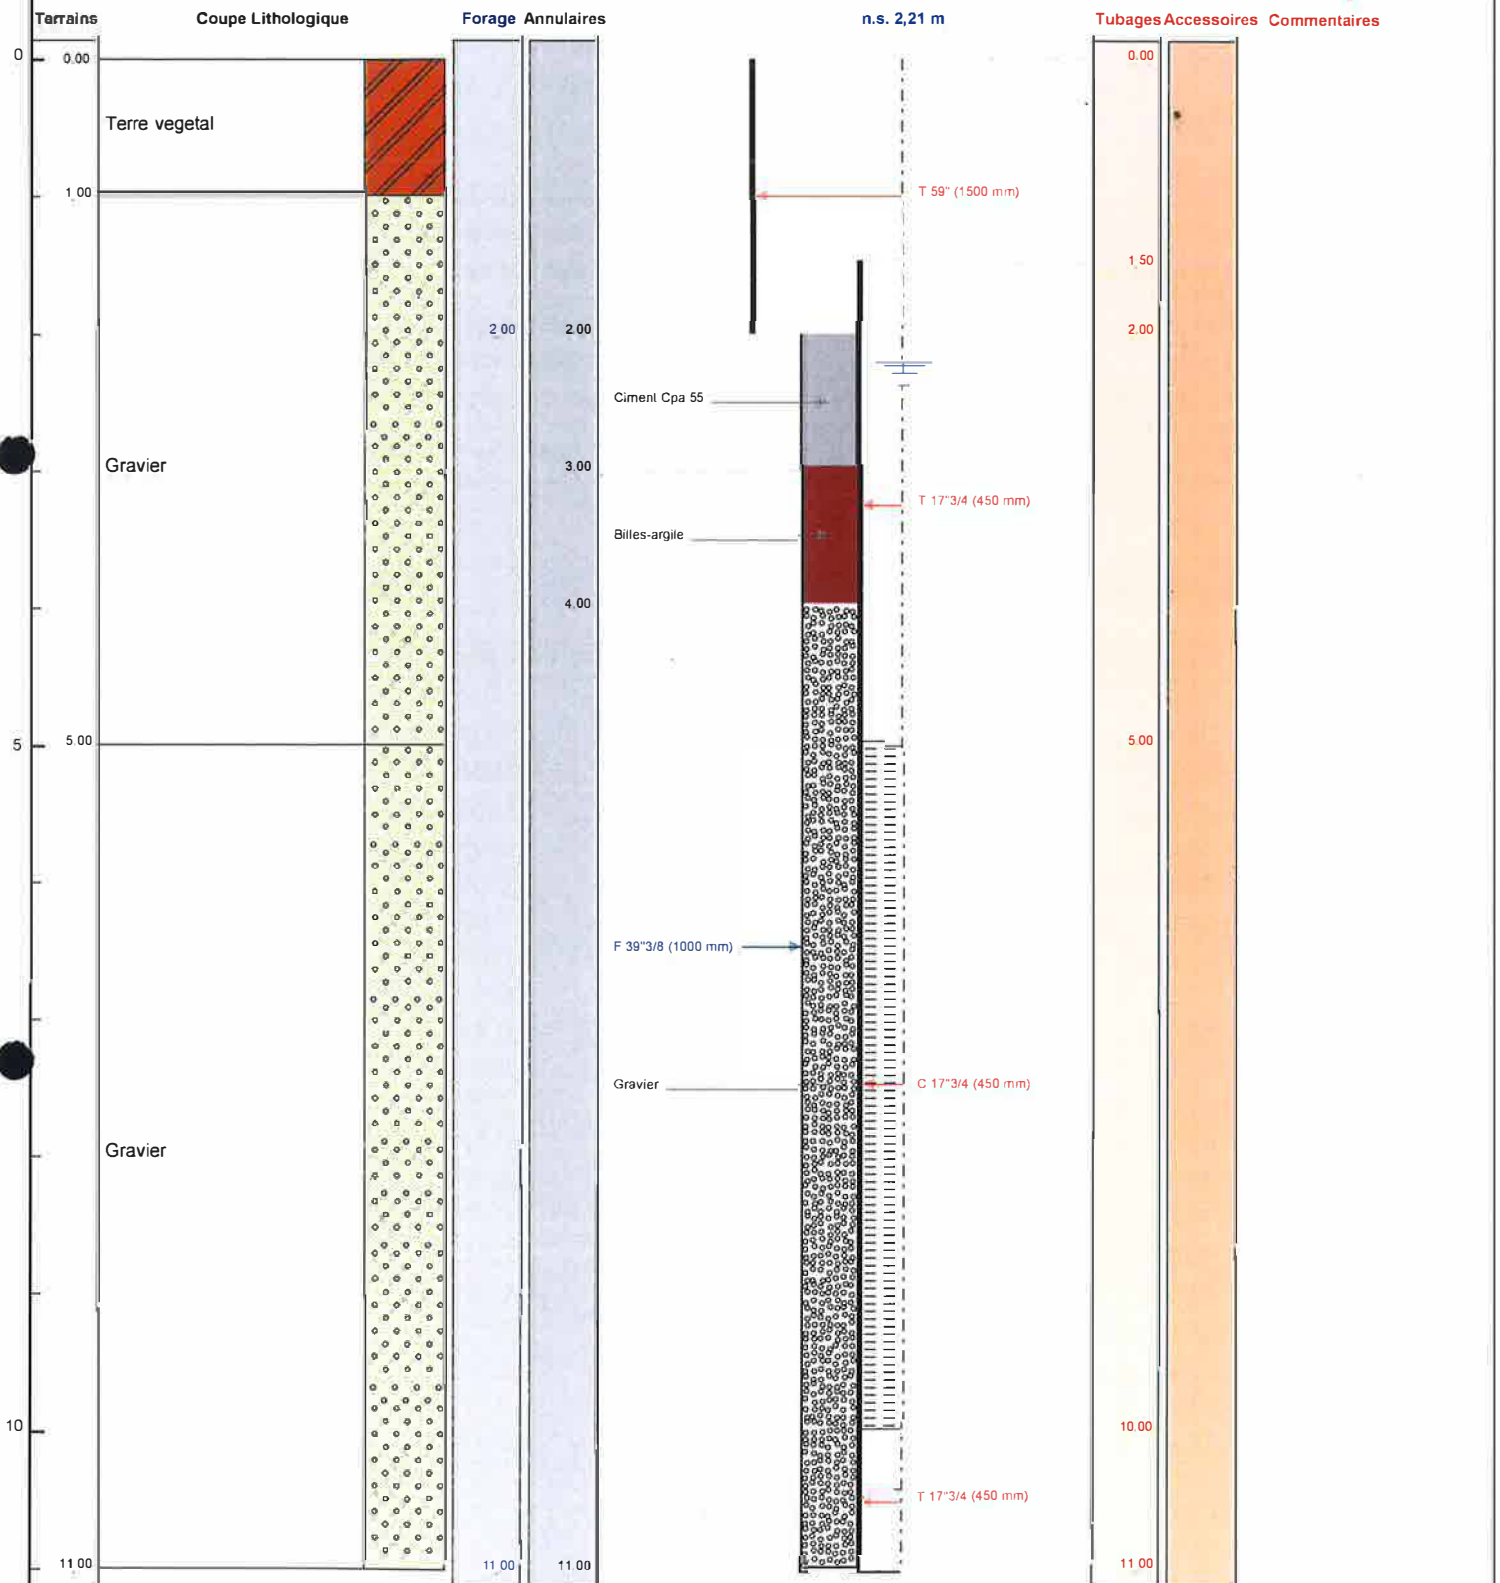 Terrains Coupe Lithologique Forage Annulaires n.s. 2,21 m Tubages Accessoires Commentaires
0 0.00 0.00
Terre vegetal
1 00 T 59" (1500 mm)
1 50
2 00 2.00 2.00
Ciment Cpa 55
Gravier 3.00
T 17"3/4 (450 mm)
Billes-argile
4.00
5 5 00 5.00
F 39"3/8 (1000 mm)
Gravier C 17"3/4 (450 mm)
Gravier
10 10.00
T 17"3/4 (450 mm)
11 00 11 00 11 00 11 00